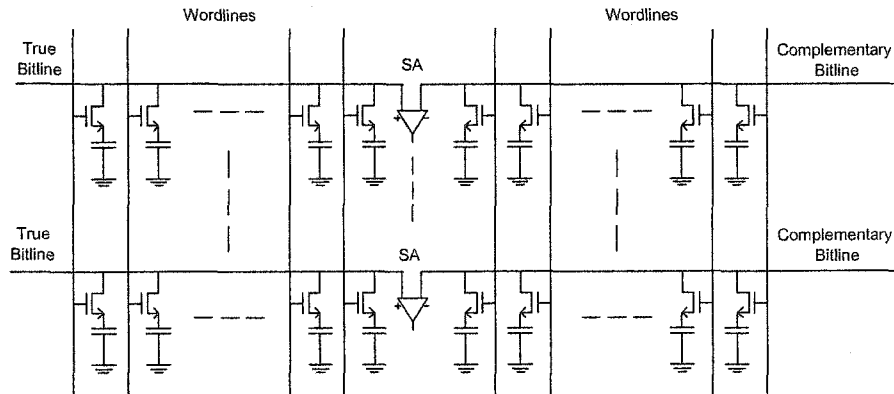 Wordlines
Wordlines
True
Bitline
SA
Complementary
Bitline
True
Bitline
SA
Complementary
Bitline